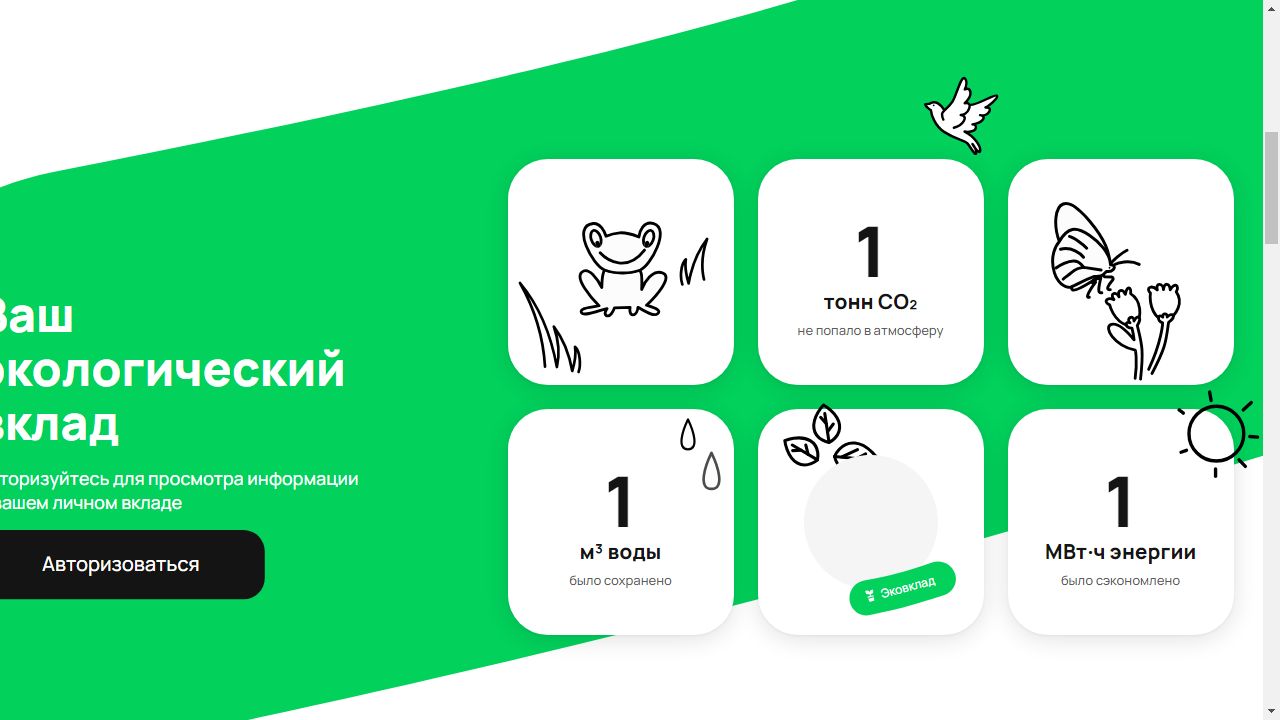 Ваш
экологический
вклад
Авторизуйтесь для просмотра информации
вашем личном вкладе
Авторизоваться
1
тонн CO₂
не попало в атмосферу
1
м³ воды
было сохранено
Эковклад
1
МВт·ч энергии
было сэкономлено